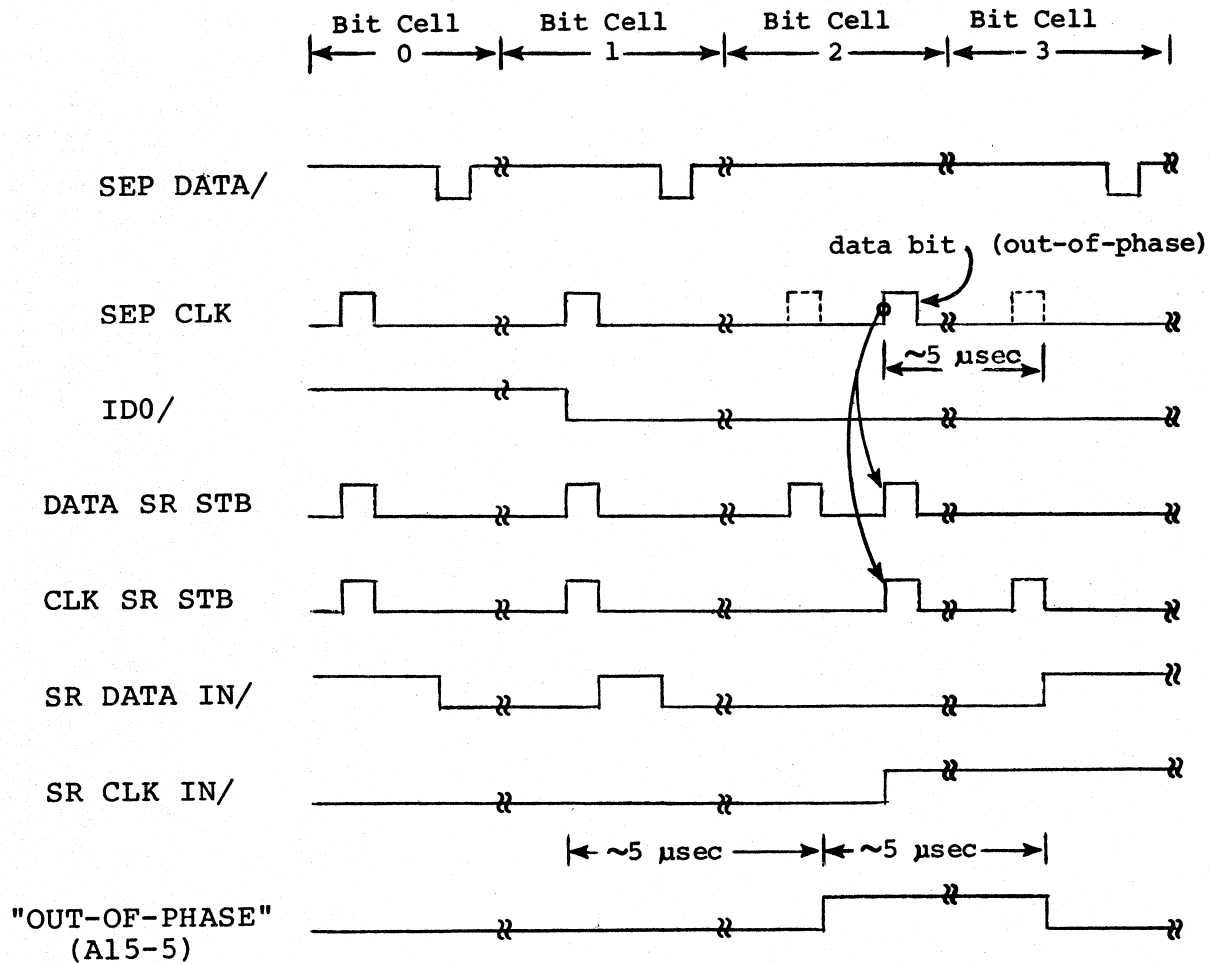 Bit Cell 0
Bit Cell 1
Bit Cell 2
Bit Cell 3
SEP DATA/
data bit (out-of-phase)
SEP CLK
~5 µsec
ID0/
DATA SR STB
CLK SR STB
SR DATA IN/
SR CLK IN/
~5 µsec
~5 µsec
"OUT-OF-PHASE"
(A15-5)